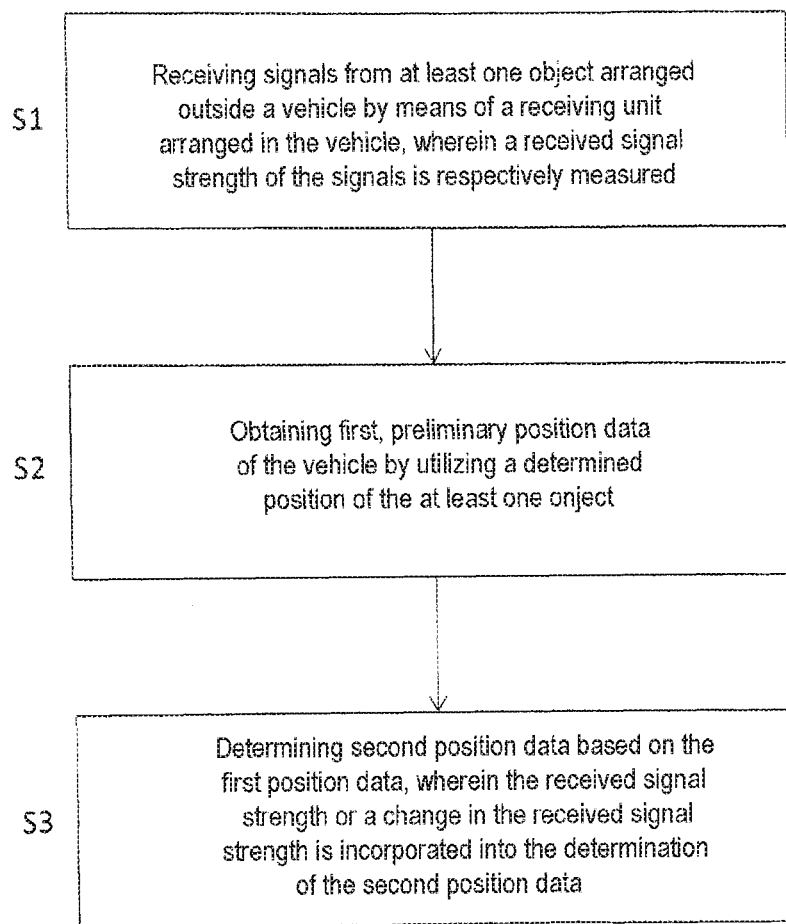 S1
Receiving signals from at least one object arranged
outside a vehicle by means of a receiving unit
arranged in the vehicle, wherein a received signal
strength of the signals is respectively measured
S2
Obtaining first, preliminary position data
of the vehicle by utilizing a determined
position of the at least one onject
S3
Determining second position data based on the
first position data, wherein the received signal
strength or a change in the received signal
strength is incorporated into the determination
of the second position data